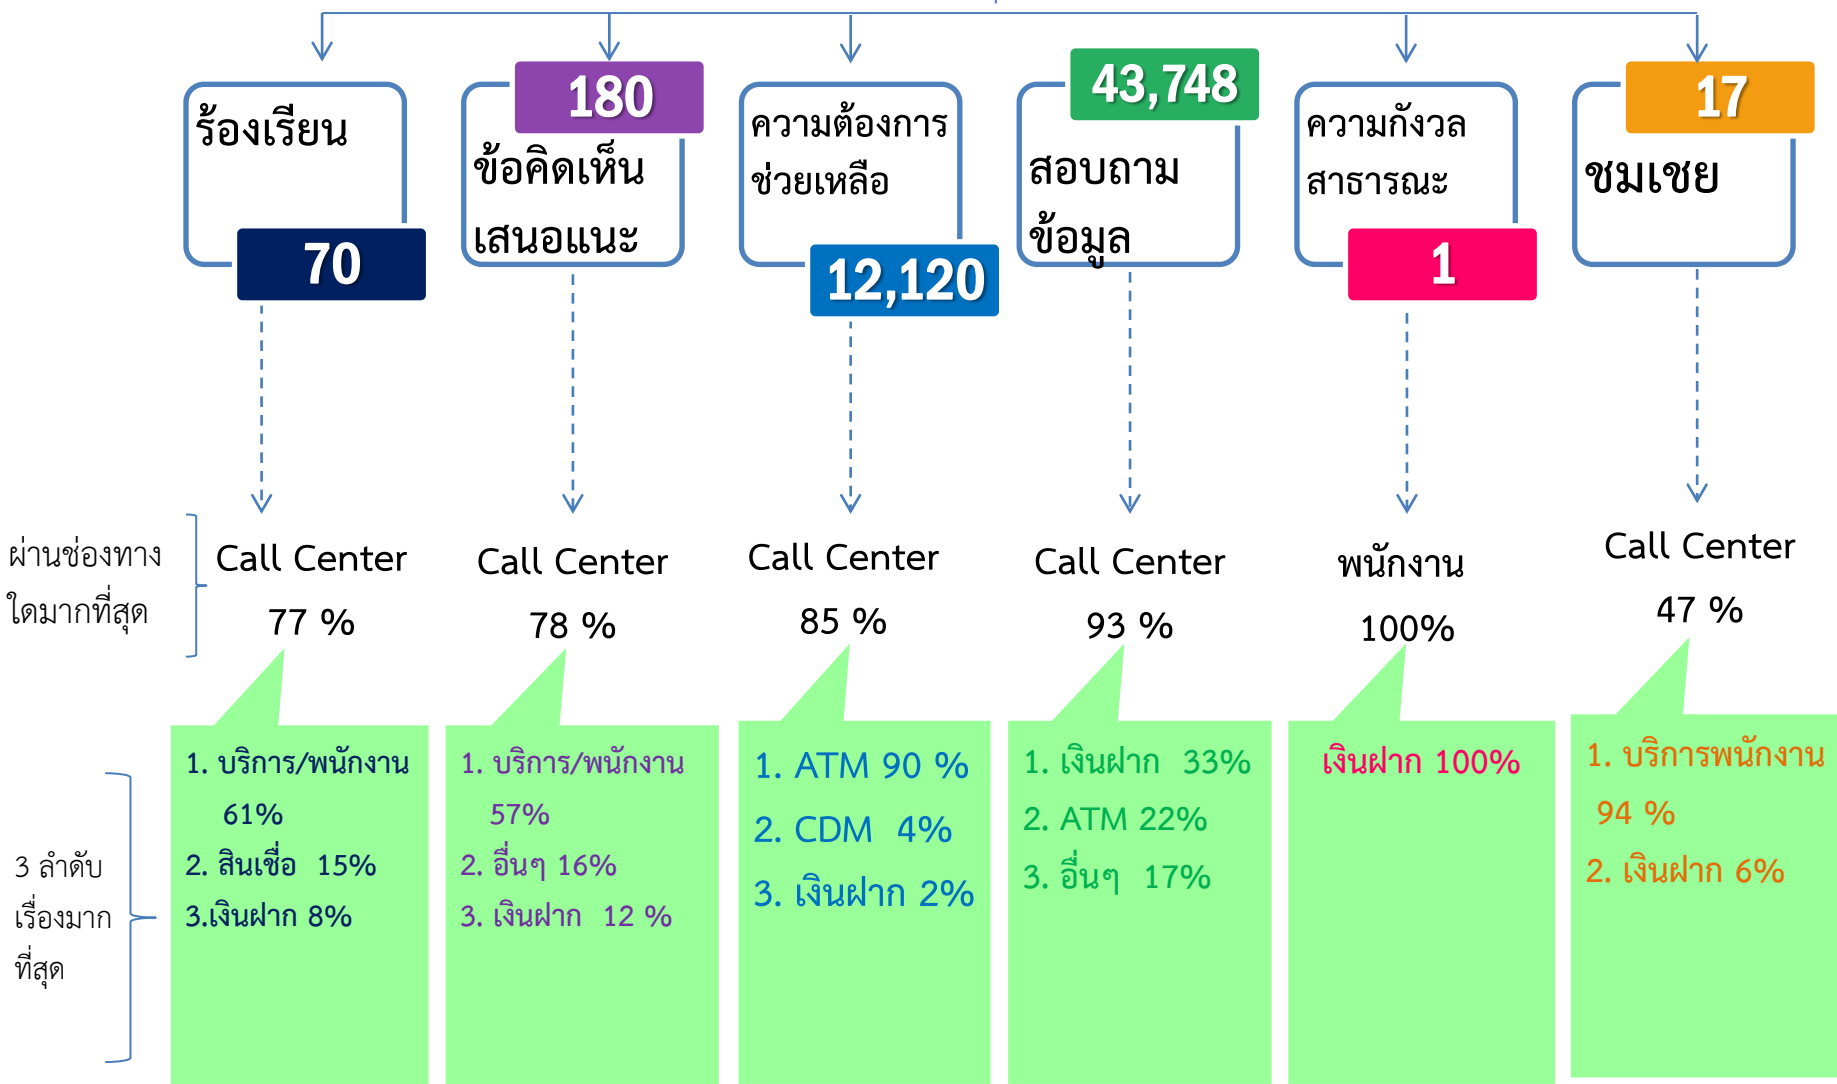 ร้องเรียน
70
180
ข้อคิดเห็น
เสนอแนะ
ความต้องการ
ช่วยเหลือ
12,120
43,748
สอบถาม
ข้อมูล
ความกังวล
สาธารณะ
1
17
ชมเชย
ผ่านช่องทาง
ใดมากที่สุด
Call Center
77 %
Call Center
78 %
Call Center
85 %
Call Center
93 %
พนักงาน
100%
Call Center
47 %
3 ลำดับ
เรื่องมาก
ที่สุด
1. บริการ/พนักงาน
61%
2. สินเชื่อ 15%
3.เงินฝาก 8%
1. บริการ/พนักงาน
57%
2. อื่นๆ 16%
3. เงินฝาก 12 %
1. ATM 90 %
2. CDM 4%
3. เงินฝาก 2%
1. เงินฝาก 33%
2. ATM 22%
3. อื่นๆ 17%
เงินฝาก 100%
1. บริการพนักงาน
94 %
2. เงินฝาก 6%